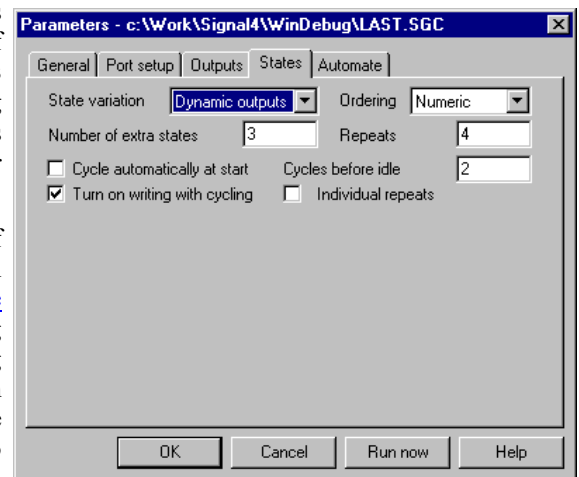 Parameters - c:\Work\Signal4\WinDebug\LAST.SGC
General Port setup Outputs States Automate
State variation Dynamic outputs Ordering Numeric
Number of extra states 3 Repeats 4
Cycle automatically at start Cycles before idle 2
Turn on writing with cycling Individual repeats
OK Cancel Run now Help